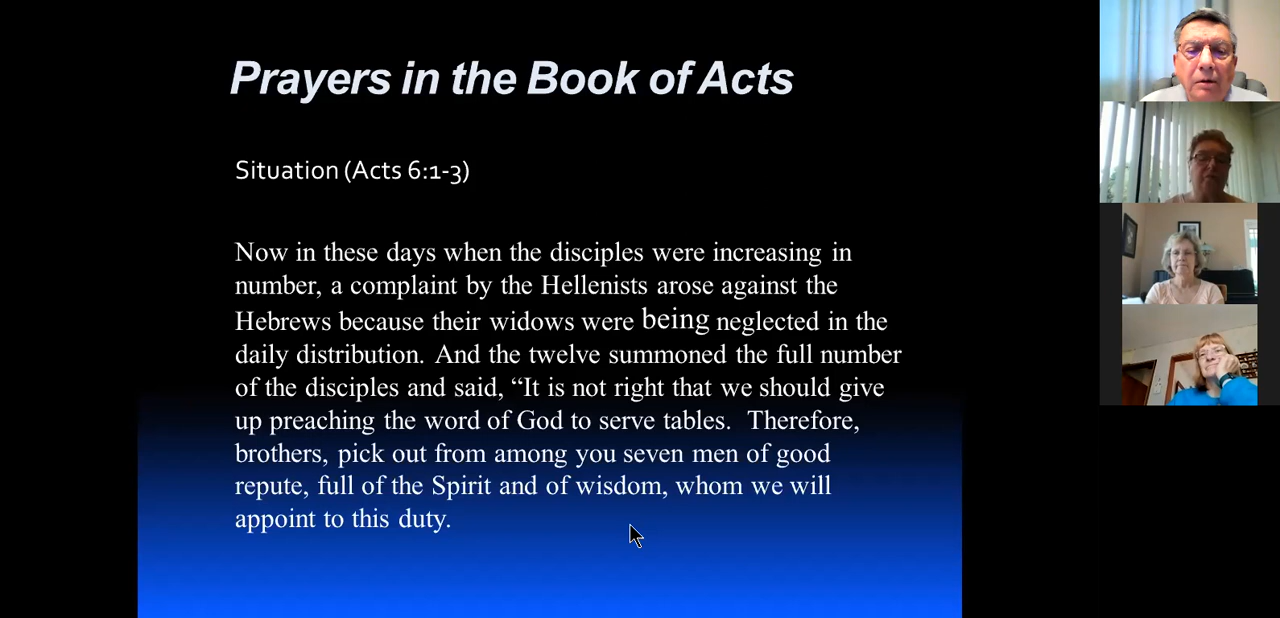 Prayers in the Book of Acts
Situation (Acts 6:1-3)
Now in these days when the disciples were increasing in
number, a complaint by the Hellenists arose against the
Hebrews because their widows were being neglected in the
daily distribution. And the twelve summoned the full number
of the disciples and said, “It is not right that we should give
up preaching the word of God to serve tables. Therefore,
brothers, pick out from among you seven men of good
repute, full of the Spirit and of wisdom, whom we will
appoint to this duty.